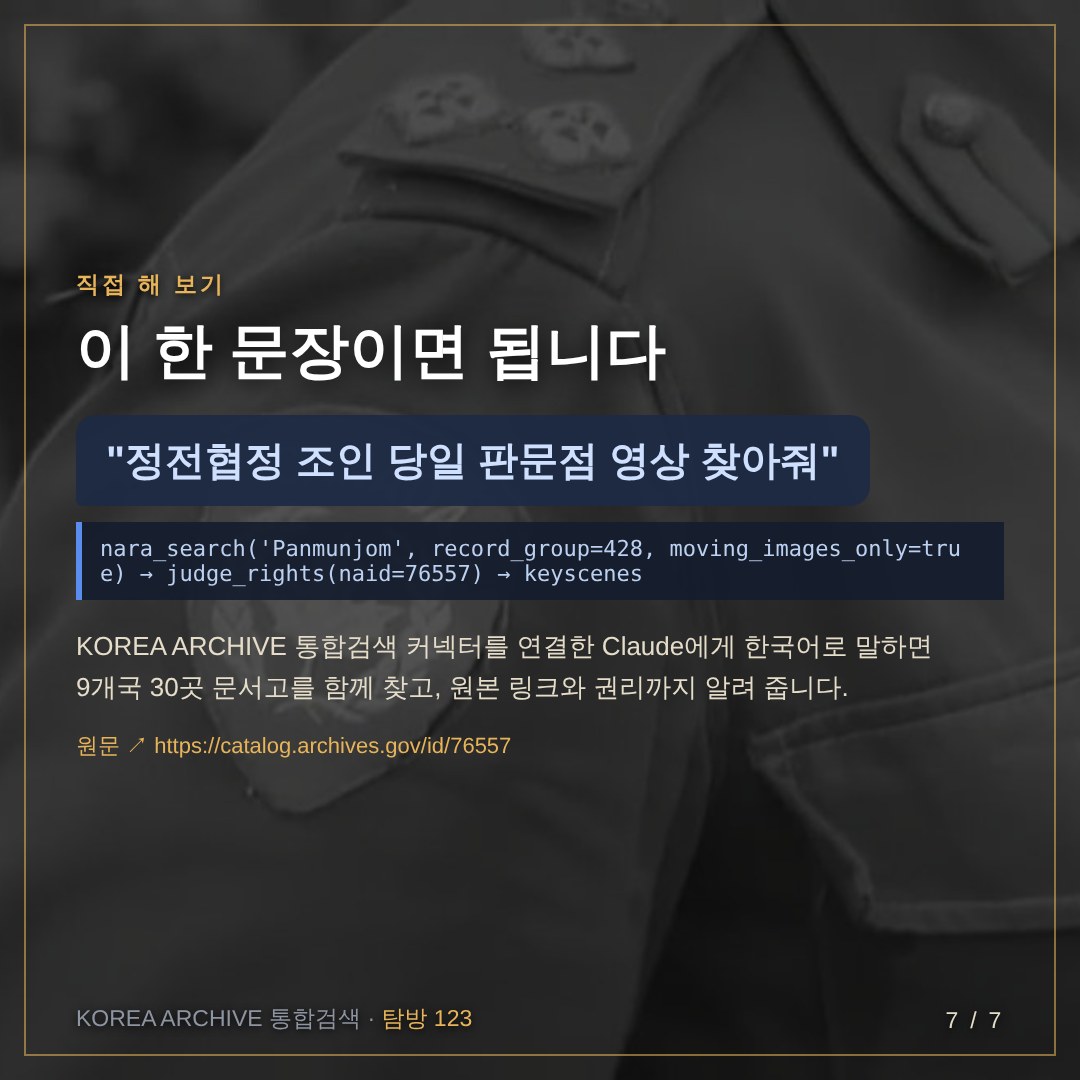 직접 해 보기
이 한 문장이면 됩니다
"정전협정 조인 당일 판문점 영상 찾아줘"
nara_search('Panmunjom', record_group=428, moving_images_only=tru
e) → judge_rights(naid=76557) → keyscenes
KOREA ARCHIVE 통합검색 커넥터를 연결한 Claude에게 한국어로 말하면
9개국 30곳 문서고를 함께 찾고, 원본 링크와 권리까지 알려 줍니다.
원문 ↗ https://catalog.archives.gov/id/76557
KOREA ARCHIVE 통합검색 · 탐방 123
7 / 7